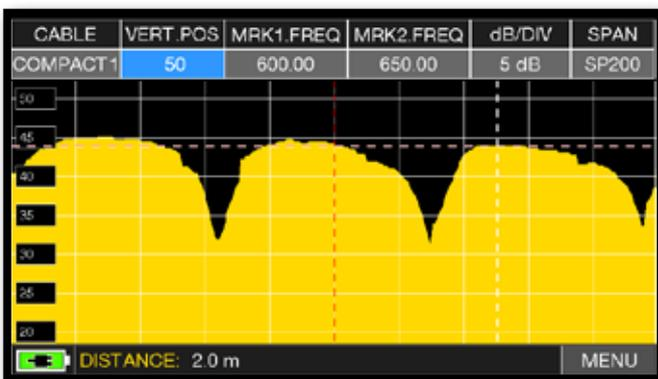 CABLE VERT.POS MRK1.FREQ MRK2.FREQ dB/DIV SPAN
COMPACT1 50 600.00 650.00 5 dB SP200
50
45
40
35
30
25
20
DISTANCE: 2.0 m MENU